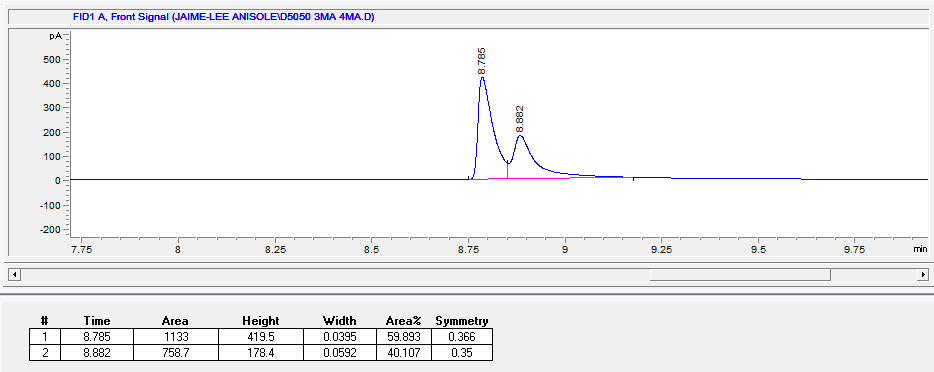 FID1 A, Front Signal (JAIME-LEE ANISOLE\D5050 3MA 4MA.D)
pA
500
400
300
200
100
0
-100
-200
8.785
8.882
7.75 8 8.25 8.5 8.75 9 9.25 9.5 9.75 min
# Time Area Height Width Area% Symmetry
1 8.785 1133 419.5 0.0395 59.893 0.366
2 8.882 758.7 178.4 0.0592 40.107 0.35